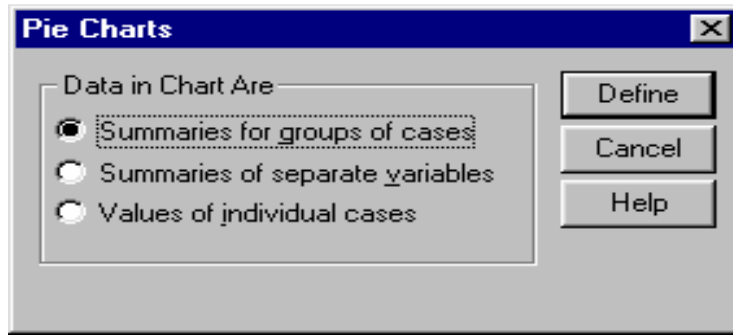 Pie Charts
Data in Chart Are
Summaries for groups of cases
Summaries of separate variables
Values of individual cases
Define
Cancel
Help